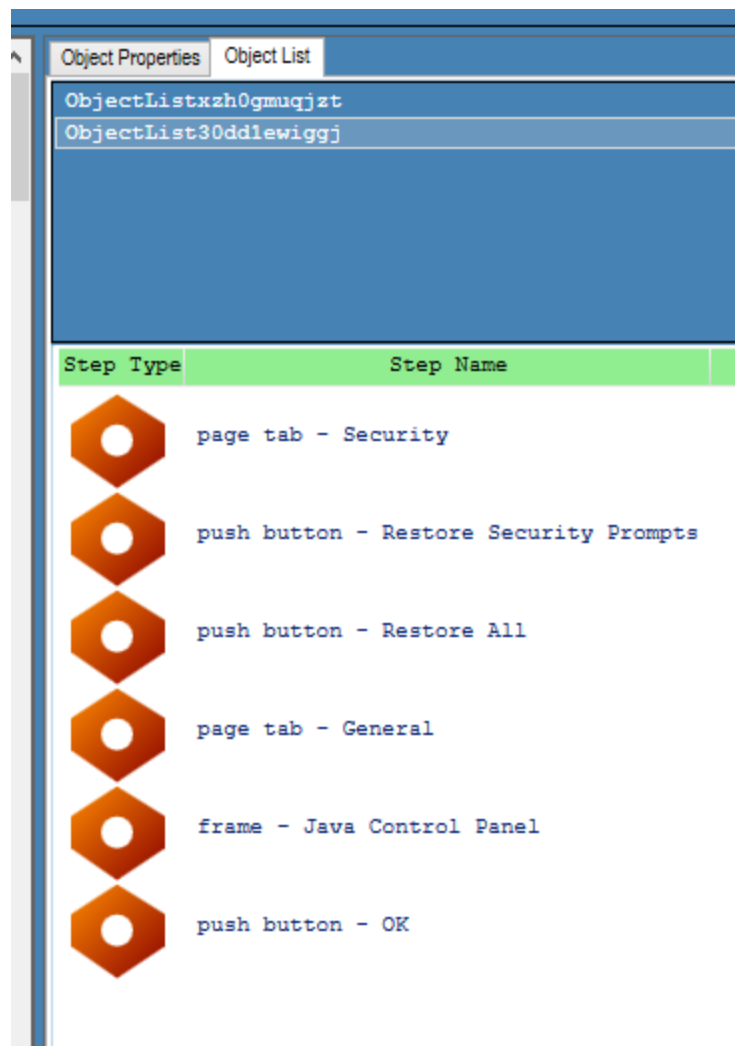 Object Properties Object List
ObjectListxzh0gmuqjzt
ObjectList30ddlewiggj
Step Type Step Name
page tab - Security
push button - Restore Security Prompts
push button - Restore All
page tab - General
frame - Java Control Panel
push button - OK